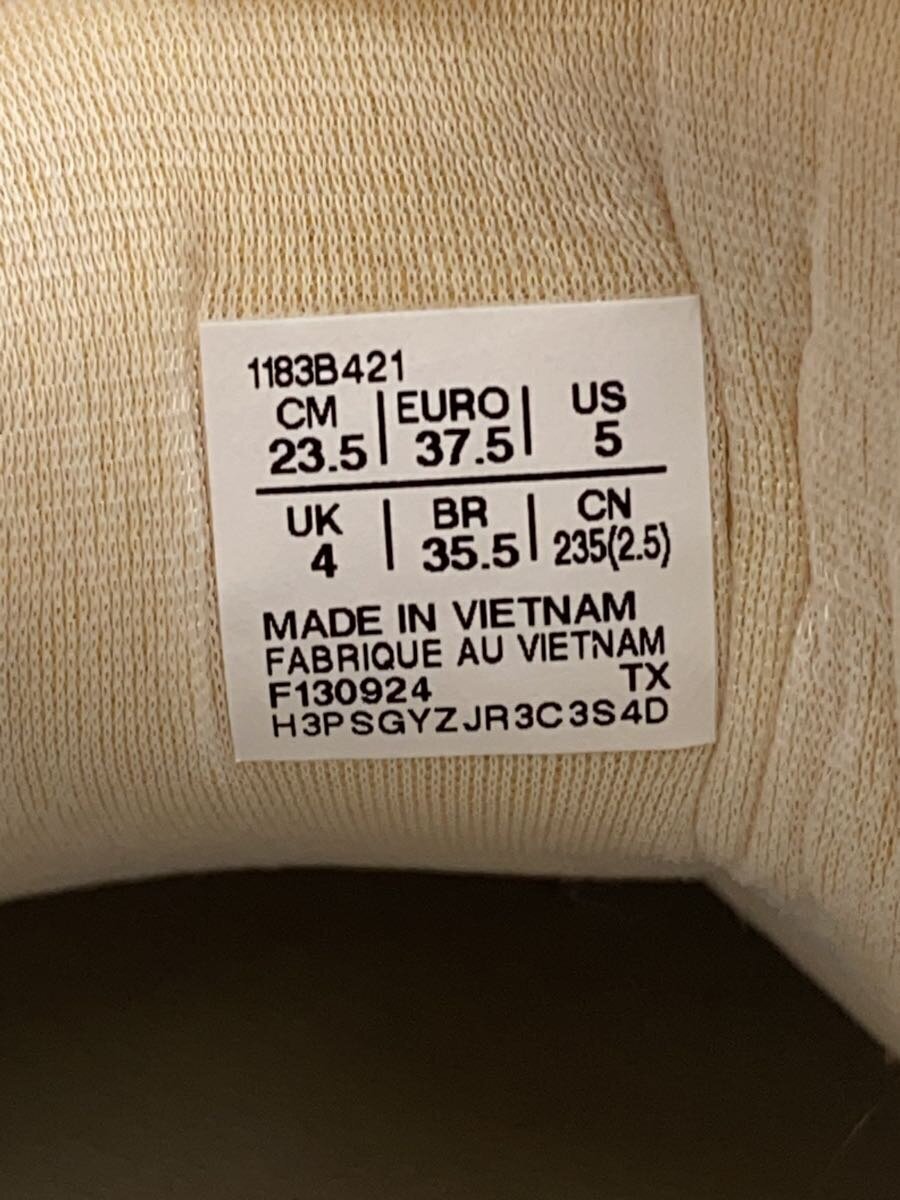 1183B421
CM | EURO | US
23.5 | 37.5 | 5
UK | BR | CN
4 | 35.5 | 235(2.5)
MADE IN VIETNAM
FABRIQUE AU VIETNAM
F130924 TX
H3PSGYZJR3C3S4D